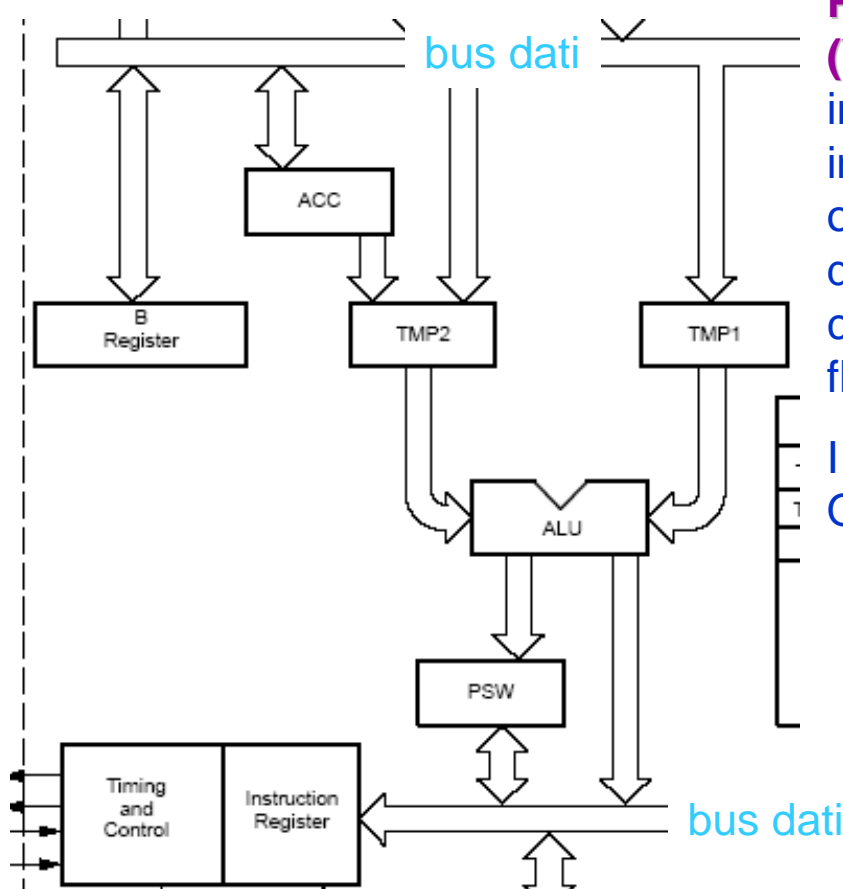 bus dati
ACC
B
Register
TMP2
TMP1
ALU
PSW
Timing
and
Control
Instruction
Register
bus dati